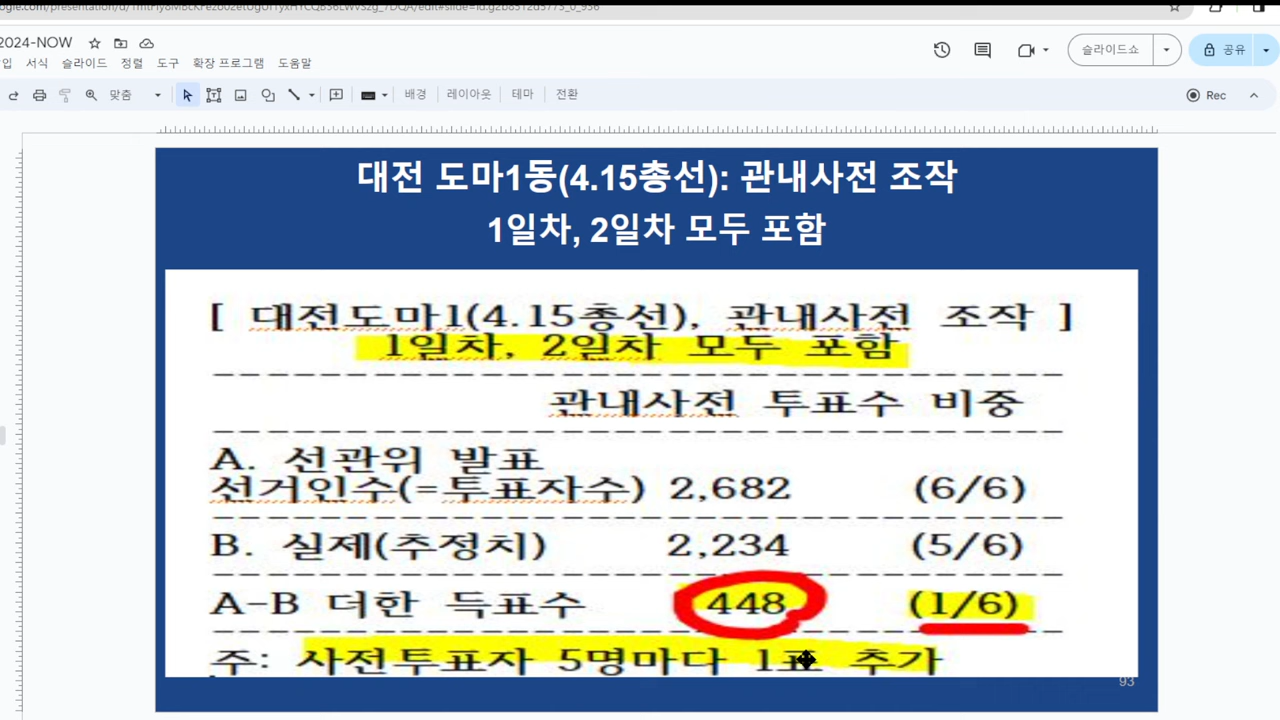 2024-NOW
서식 슬라이드 정렬 도구 확장 프로그램 도움말
슬라이드쇼
공유
맞춤
배경 레이아웃 테마 전환
Rec
대전 도마1동(4.15총선): 관내사전 조작
1일차, 2일차 모두 포함
[ 대전도마1(4.15총선), 관내사전 조작 ]
1일차, 2일차 모두 포함
관내사전 투표수 비중
A. 선관위 발표
선거인수(=투표자수) 2,682 (6/6)
B. 실제(추정치) 2,234 (5/6)
A-B 더한 득표수 448 (1/6)
주: 사전투표자 5명마다 1표 추가
93